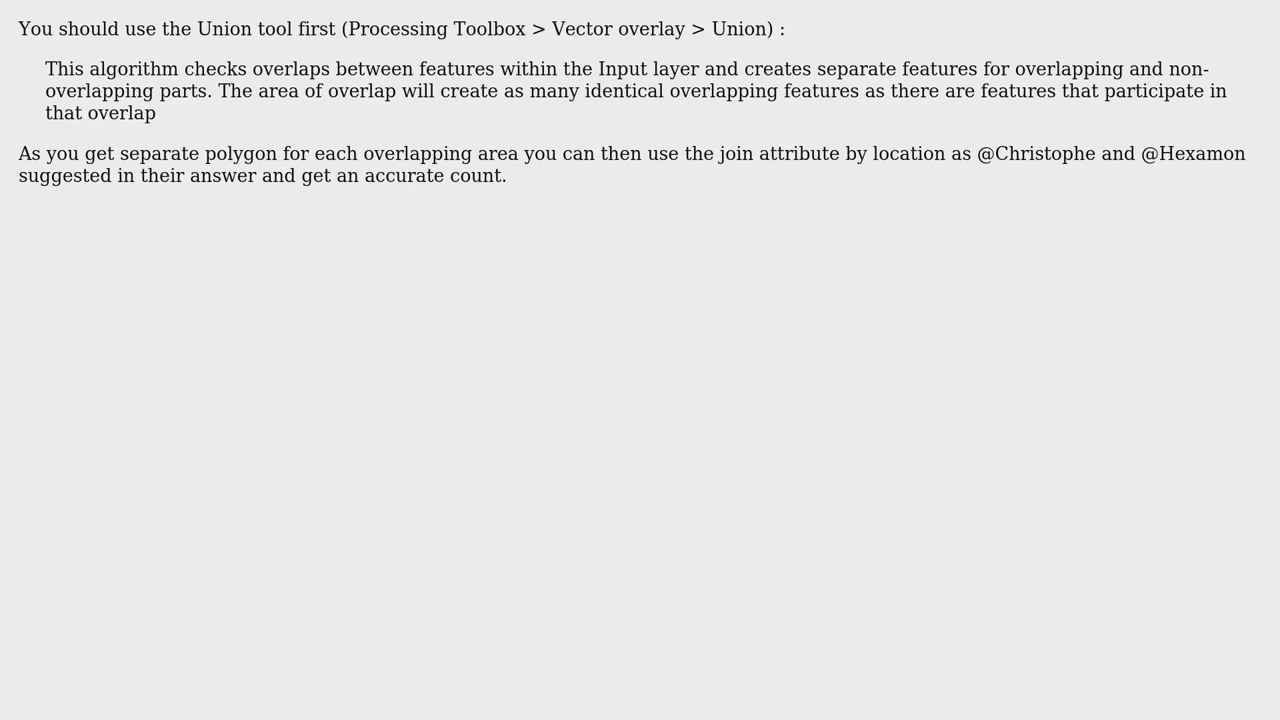 You should use the Union tool first (Processing Toolbox > Vector overlay > Union) :
This algorithm checks overlaps between features within the Input layer and creates separate features for overlapping and non-
overlapping parts. The area of overlap will create as many identical overlapping features as there are features that participate in
that overlap
As you get separate polygon for each overlapping area you can then use the join attribute by location as @Christophe and @Hexamon
suggested in their answer and get an accurate count.